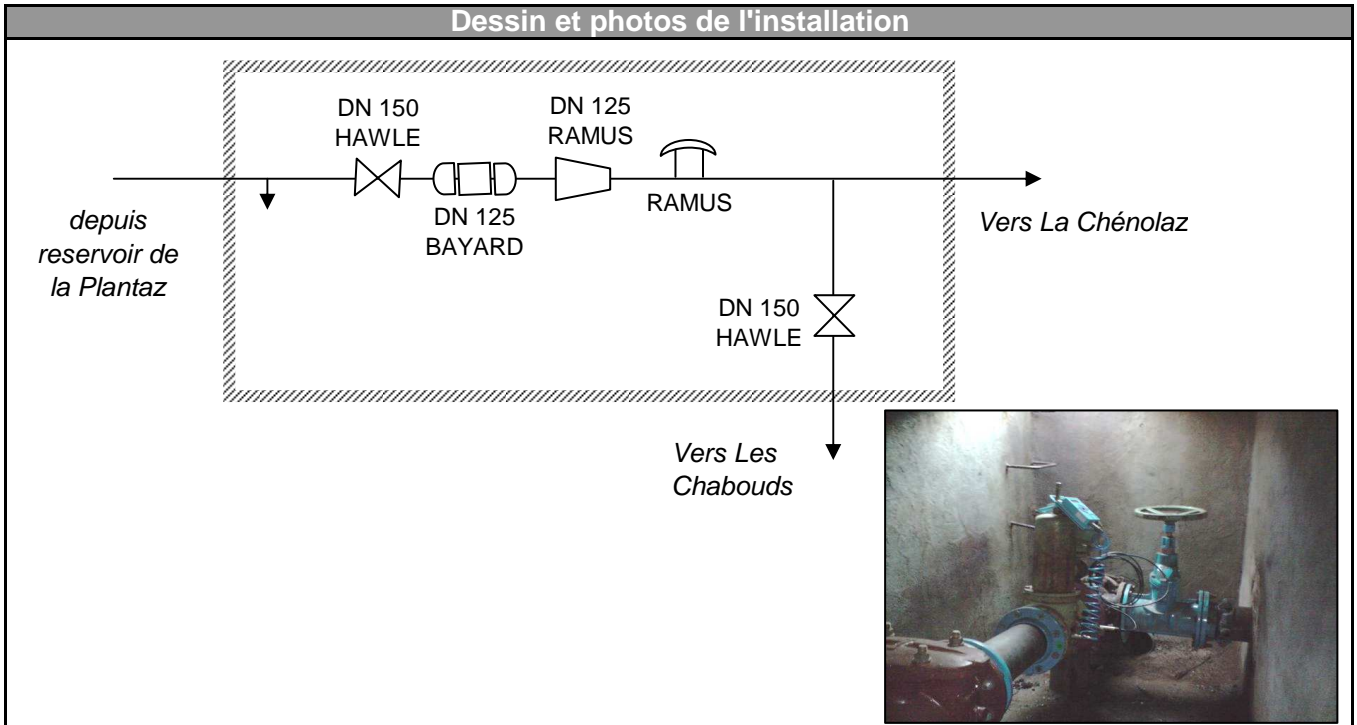 Dessin et photos de l'installation
DN 150
HAWLE
DN 125
RAMUS
DN 125
BAYARD
RAMUS
depuis
reservoir de
la Plantaz
Vers La Chénolaz
DN 150
HAWLE
Vers Les
Chabouds